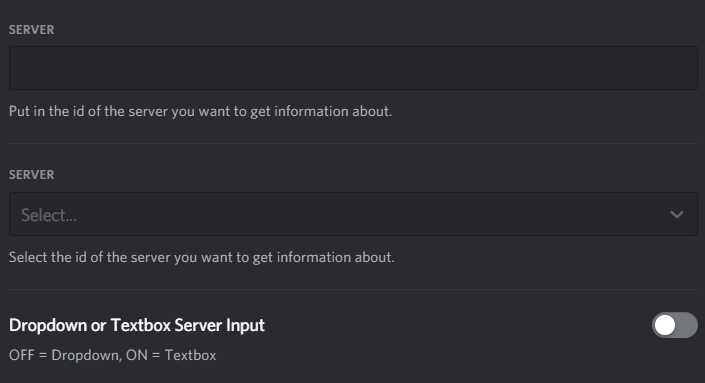 SERVER
Put in the id of the server you want to get information about.
SERVER
Select...
Select the id of the server you want to get information about.
Dropdown or Textbox Server Input
OFF = Dropdown, ON = Textbox